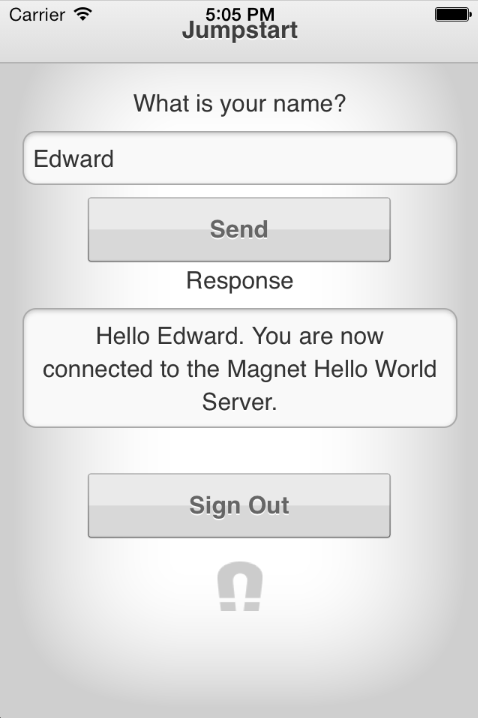 Carrier 5:05 PM
Jumpstart
What is your name?
Edward
Send
Response
Hello Edward. You are now
connected to the Magnet Hello World
Server.
Sign Out